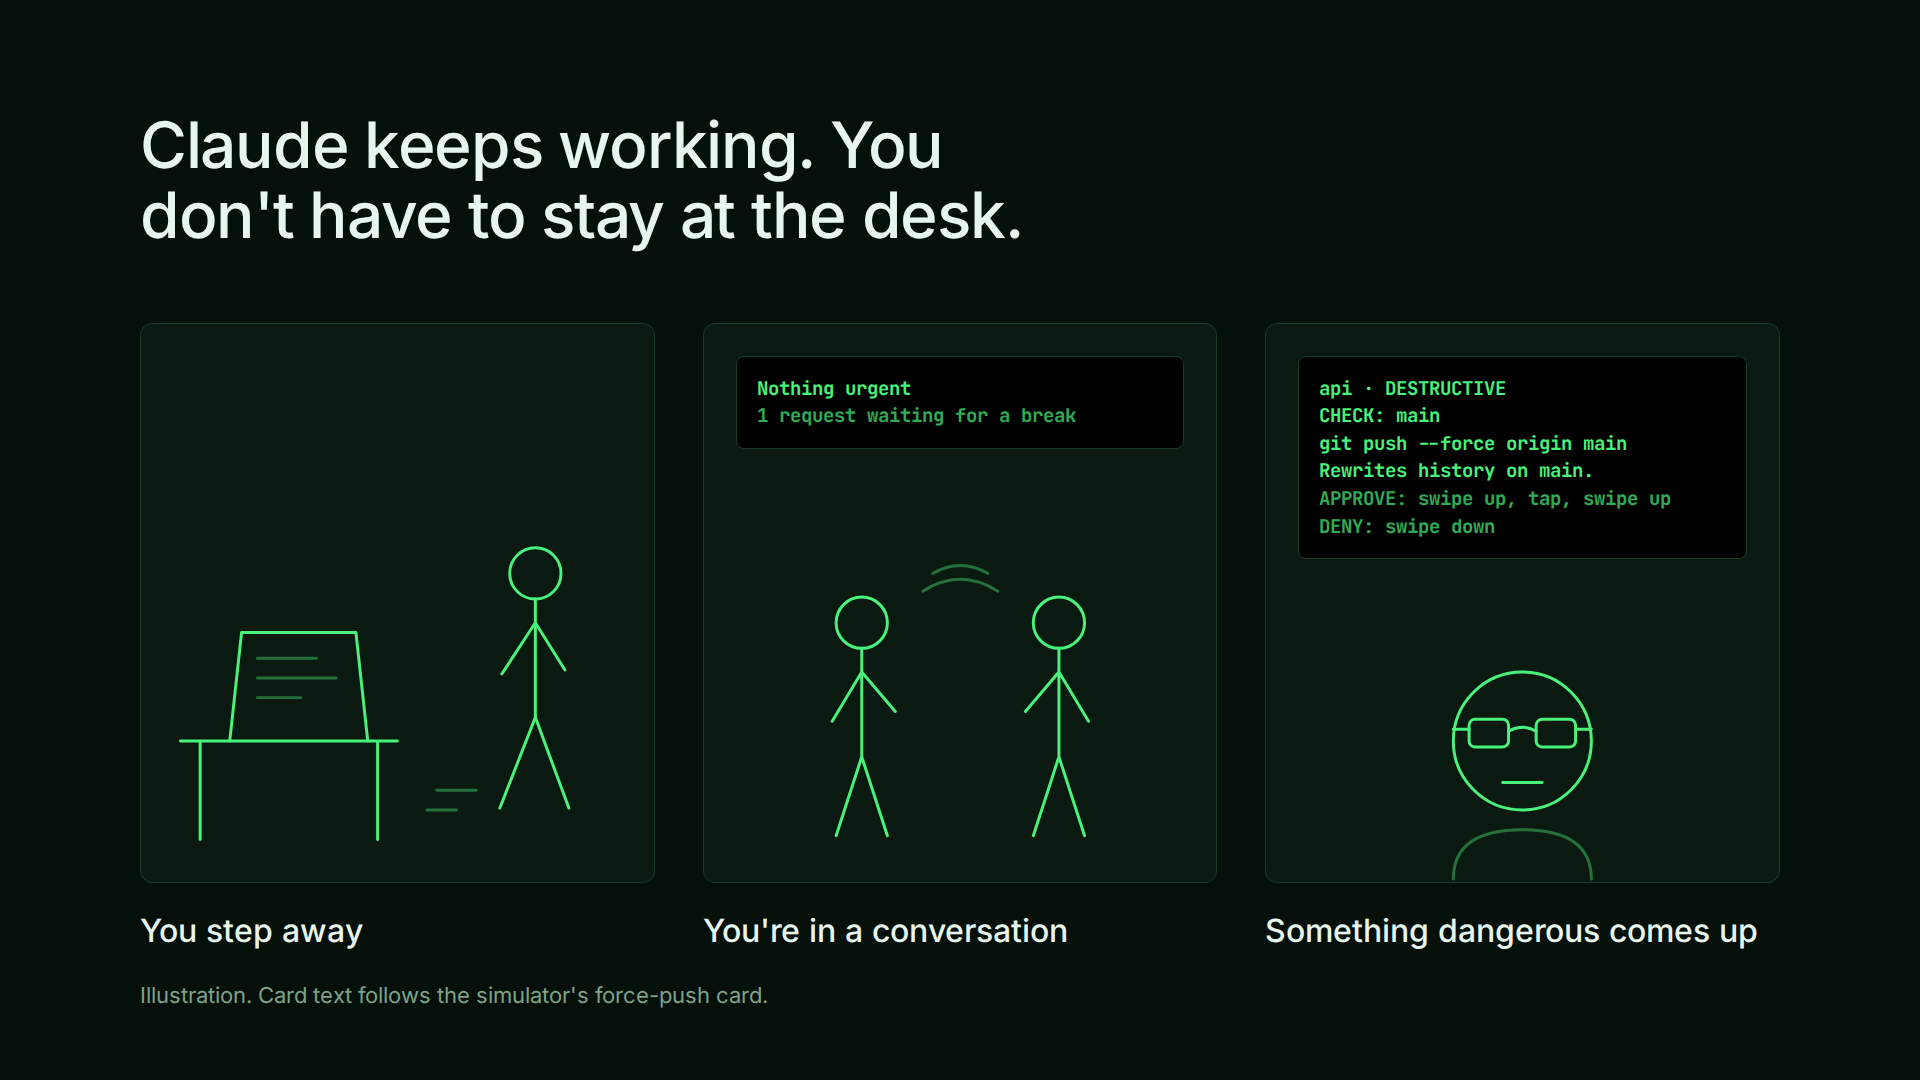 Claude keeps working. You
don't have to stay at the desk.
Nothing urgent
1 request waiting for a break
api · DESTRUCTIVE
CHECK: main
git push --force origin main
Rewrites history on main.
APPROVE: swipe up, tap, swipe up
DENY: swipe down
You step away
You're in a conversation
Something dangerous comes up
Illustration. Card text follows the simulator's force-push card.